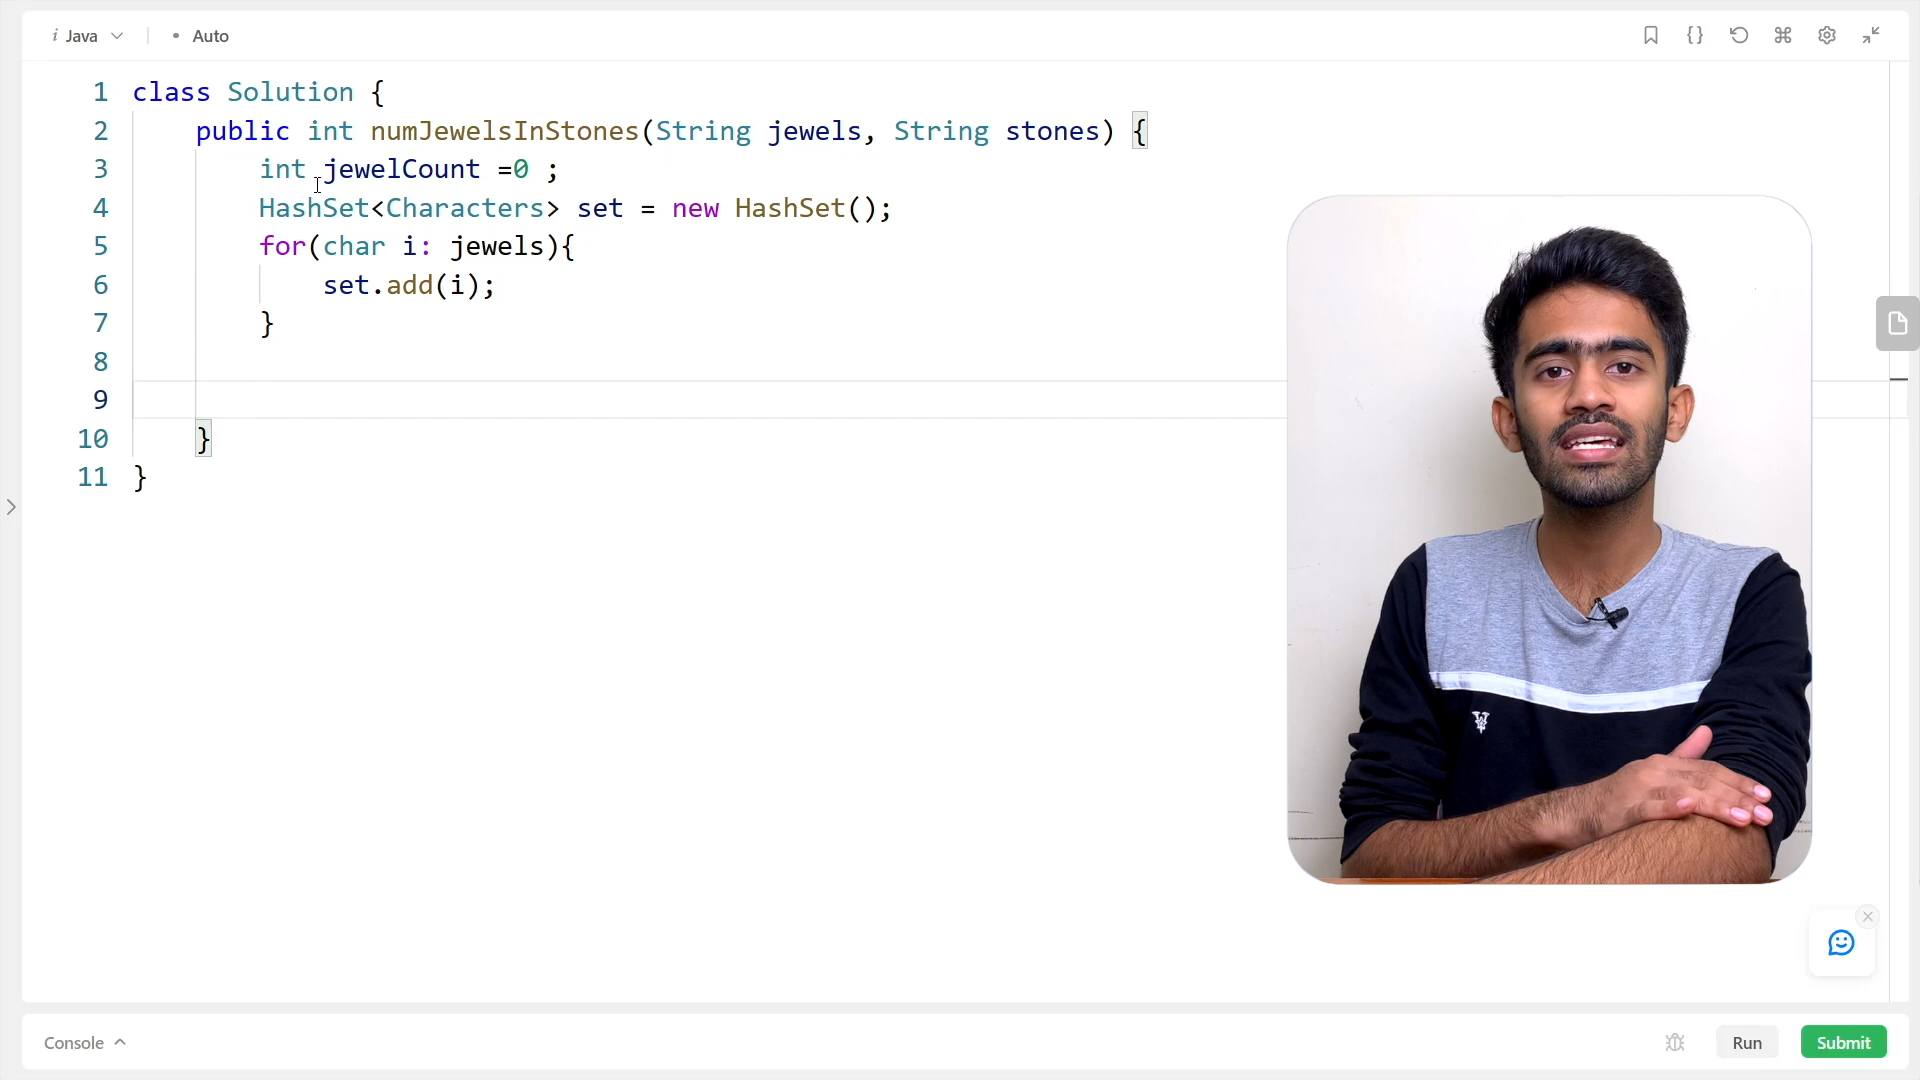 i Java
Auto
1 class Solution {
2 public int numJewelsInStones(String jewels, String stones) {
3 int jewelCount =0 ;
4 HashSet<Characters> set = new HashSet();
5 for(char i: jewels){
6 set.add(i);
7 }
8
9
10 }
11 }
Console
Run
Submit